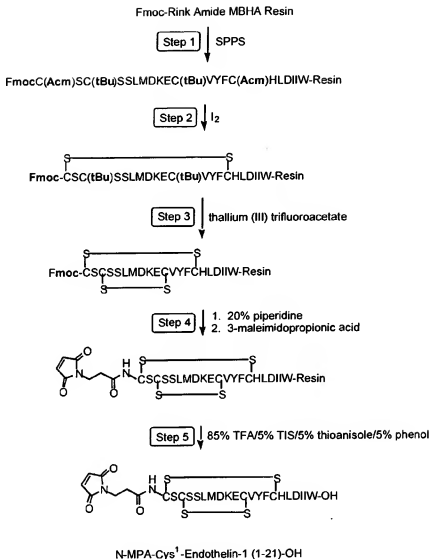 Fmoc-Rink Amide MBHA Resin
Step 1 SPPS
FmocC(Acm)SC(tBu)SSLMDKEC(tBu)VYFC(Acm)HLDIIW-Resin
Step 2 I2
S S
Fmoc-CSC(tBu)SSLMDKEC(tBu)VYFCHLDIIW-Resin
Step 3 thallium (III) trifluoroacetate
S S
Fmoc-CSCSSLMDKECVYFCHLDIIW-Resin
S S
Step 4 1. 20% piperidine
2. 3-maleimidopropionic acid
O
S S
H
N N CSCSSLMDKECVYFCHLDIIW-Resin
O O
S S
Step 5 85% TFA/5% TIS/5% thioanisole/5% phenol
O
S S
H
N N CSCSSLMDKECVYFCHLDIIW-OH
O O
S S
N-MPA-Cys1-Endothelin-1 (1-21)-OH